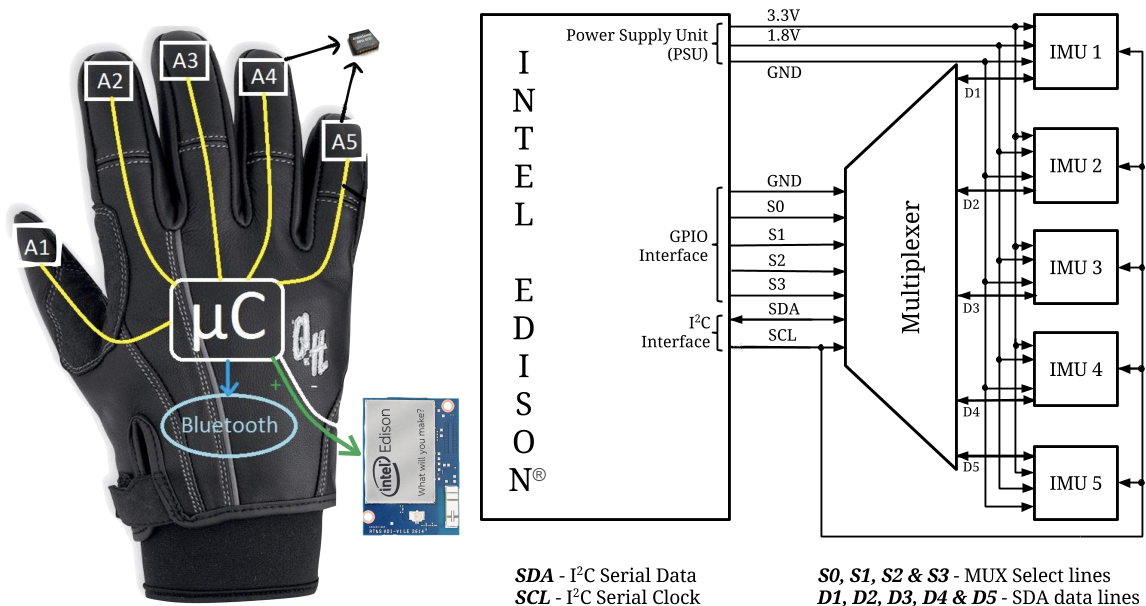 A1
A2
A3
A4
A5
µC
QH
+
-
Bluetooth
intel Edison
What will you make?
INTEL EDISON®
Power Supply Unit
(PSU)
3.3V
1.8V
GND
GPIO
Interface
GND
S0
S1
S2
S3
I²C
Interface
SDA
SCL
Multiplexer
D1
D2
D3
D4
D5
IMU 1
IMU 2
IMU 3
IMU 4
IMU 5
SDA - I²C Serial Data
SCL - I²C Serial Clock
S0, S1, S2 & S3 - MUX Select lines
D1, D2, D3, D4 & D5 - SDA data lines